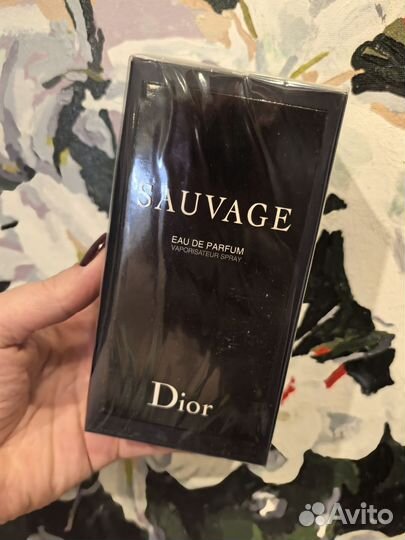 SAUVAGE
EAU DE PARFUM
VAPORISATEUR SPRAY
Dior
Avito